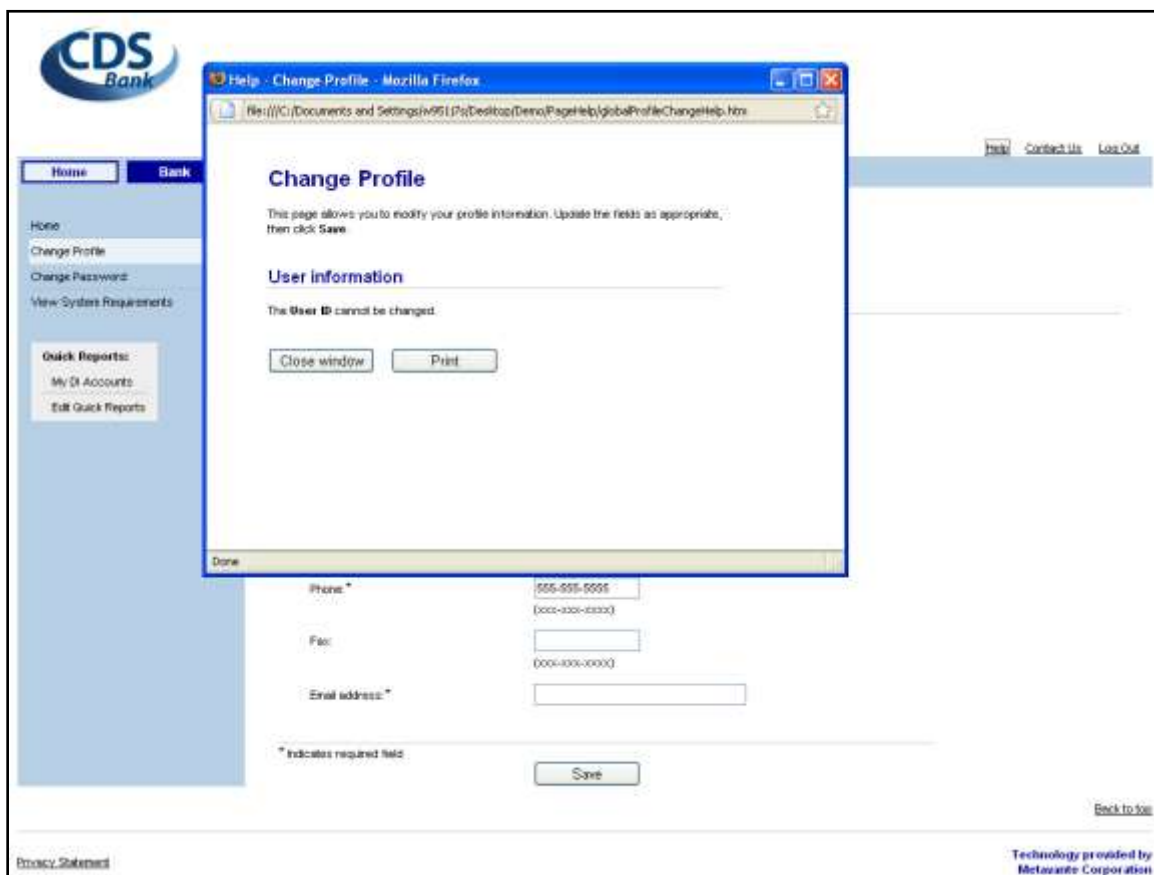 CDS
Bank
Help - Change Profile - Mozilla Firefox
file:///C:/Documents and Settings/w951j7s/Desktop/Demo/PageHelp/globalProfileChangeHelp.htm
Help Contact Us Log Out
Home Bank
Change Profile
This page allows you to modify your profile information. Update the fields as appropriate,
then click Save
User information
The User ID cannot be changed.
Close window Print
Done
Home
Change Profile
Change Password
View System Requirements
Quick Reports:
My DI Accounts
Edit Quick Reports
Phone:* 555-555-5555
(xxx-xxx-xxxx)
Fax:
(xxx-xxx-xxxx)
Email address:*
* Indicates required field
Save
Back to top
Privacy Statement
Technology provided by
Metavante Corporation